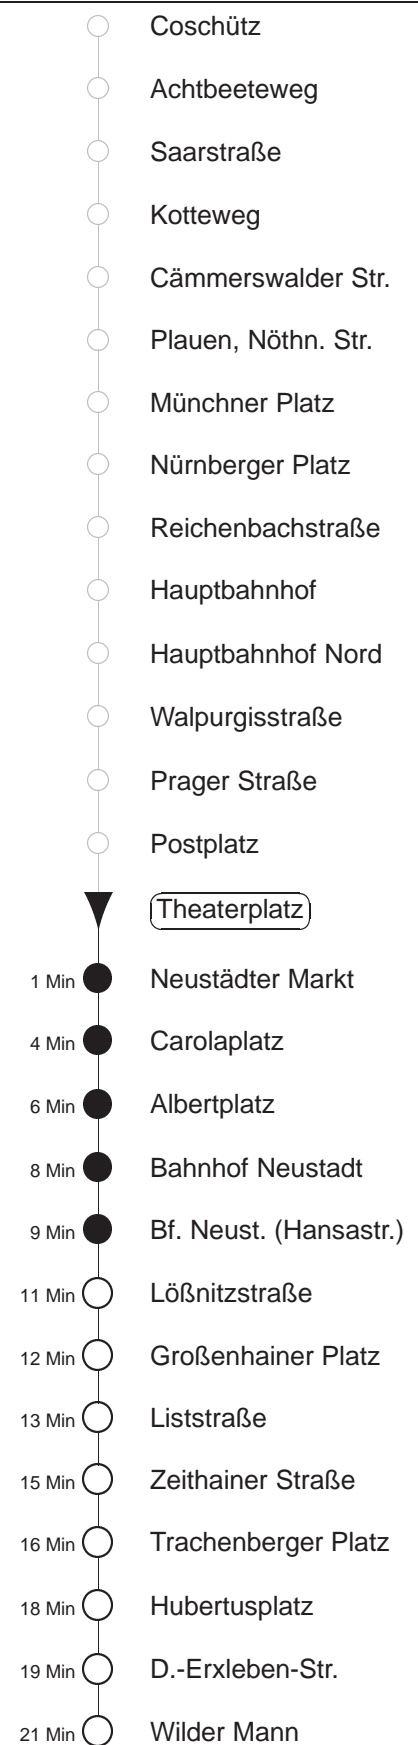 Coschütz
Achtbeeteweg
Saarstraße
Kotteweg
Cämmerswalder Str.
Plauen, Nöthn. Str.
Münchner Platz
Nürnberger Platz
Reichenbachstraße
Hauptbahnhof
Hauptbahnhof Nord
Walpurgisstraße
Prager Straße
Postplatz
Theaterplatz
1 Min Neustädter Markt
4 Min Carolaplatz
6 Min Albertplatz
8 Min Bahnhof Neustadt
9 Min Bf. Neust. (Hansastr.)
11 Min Lößnitzstraße
12 Min Großenhainer Platz
13 Min Liststraße
15 Min Zeithainer Straße
16 Min Trachenberger Platz
18 Min Hubertusplatz
19 Min D.-Erxleben-Str.
21 Min Wilder Mann